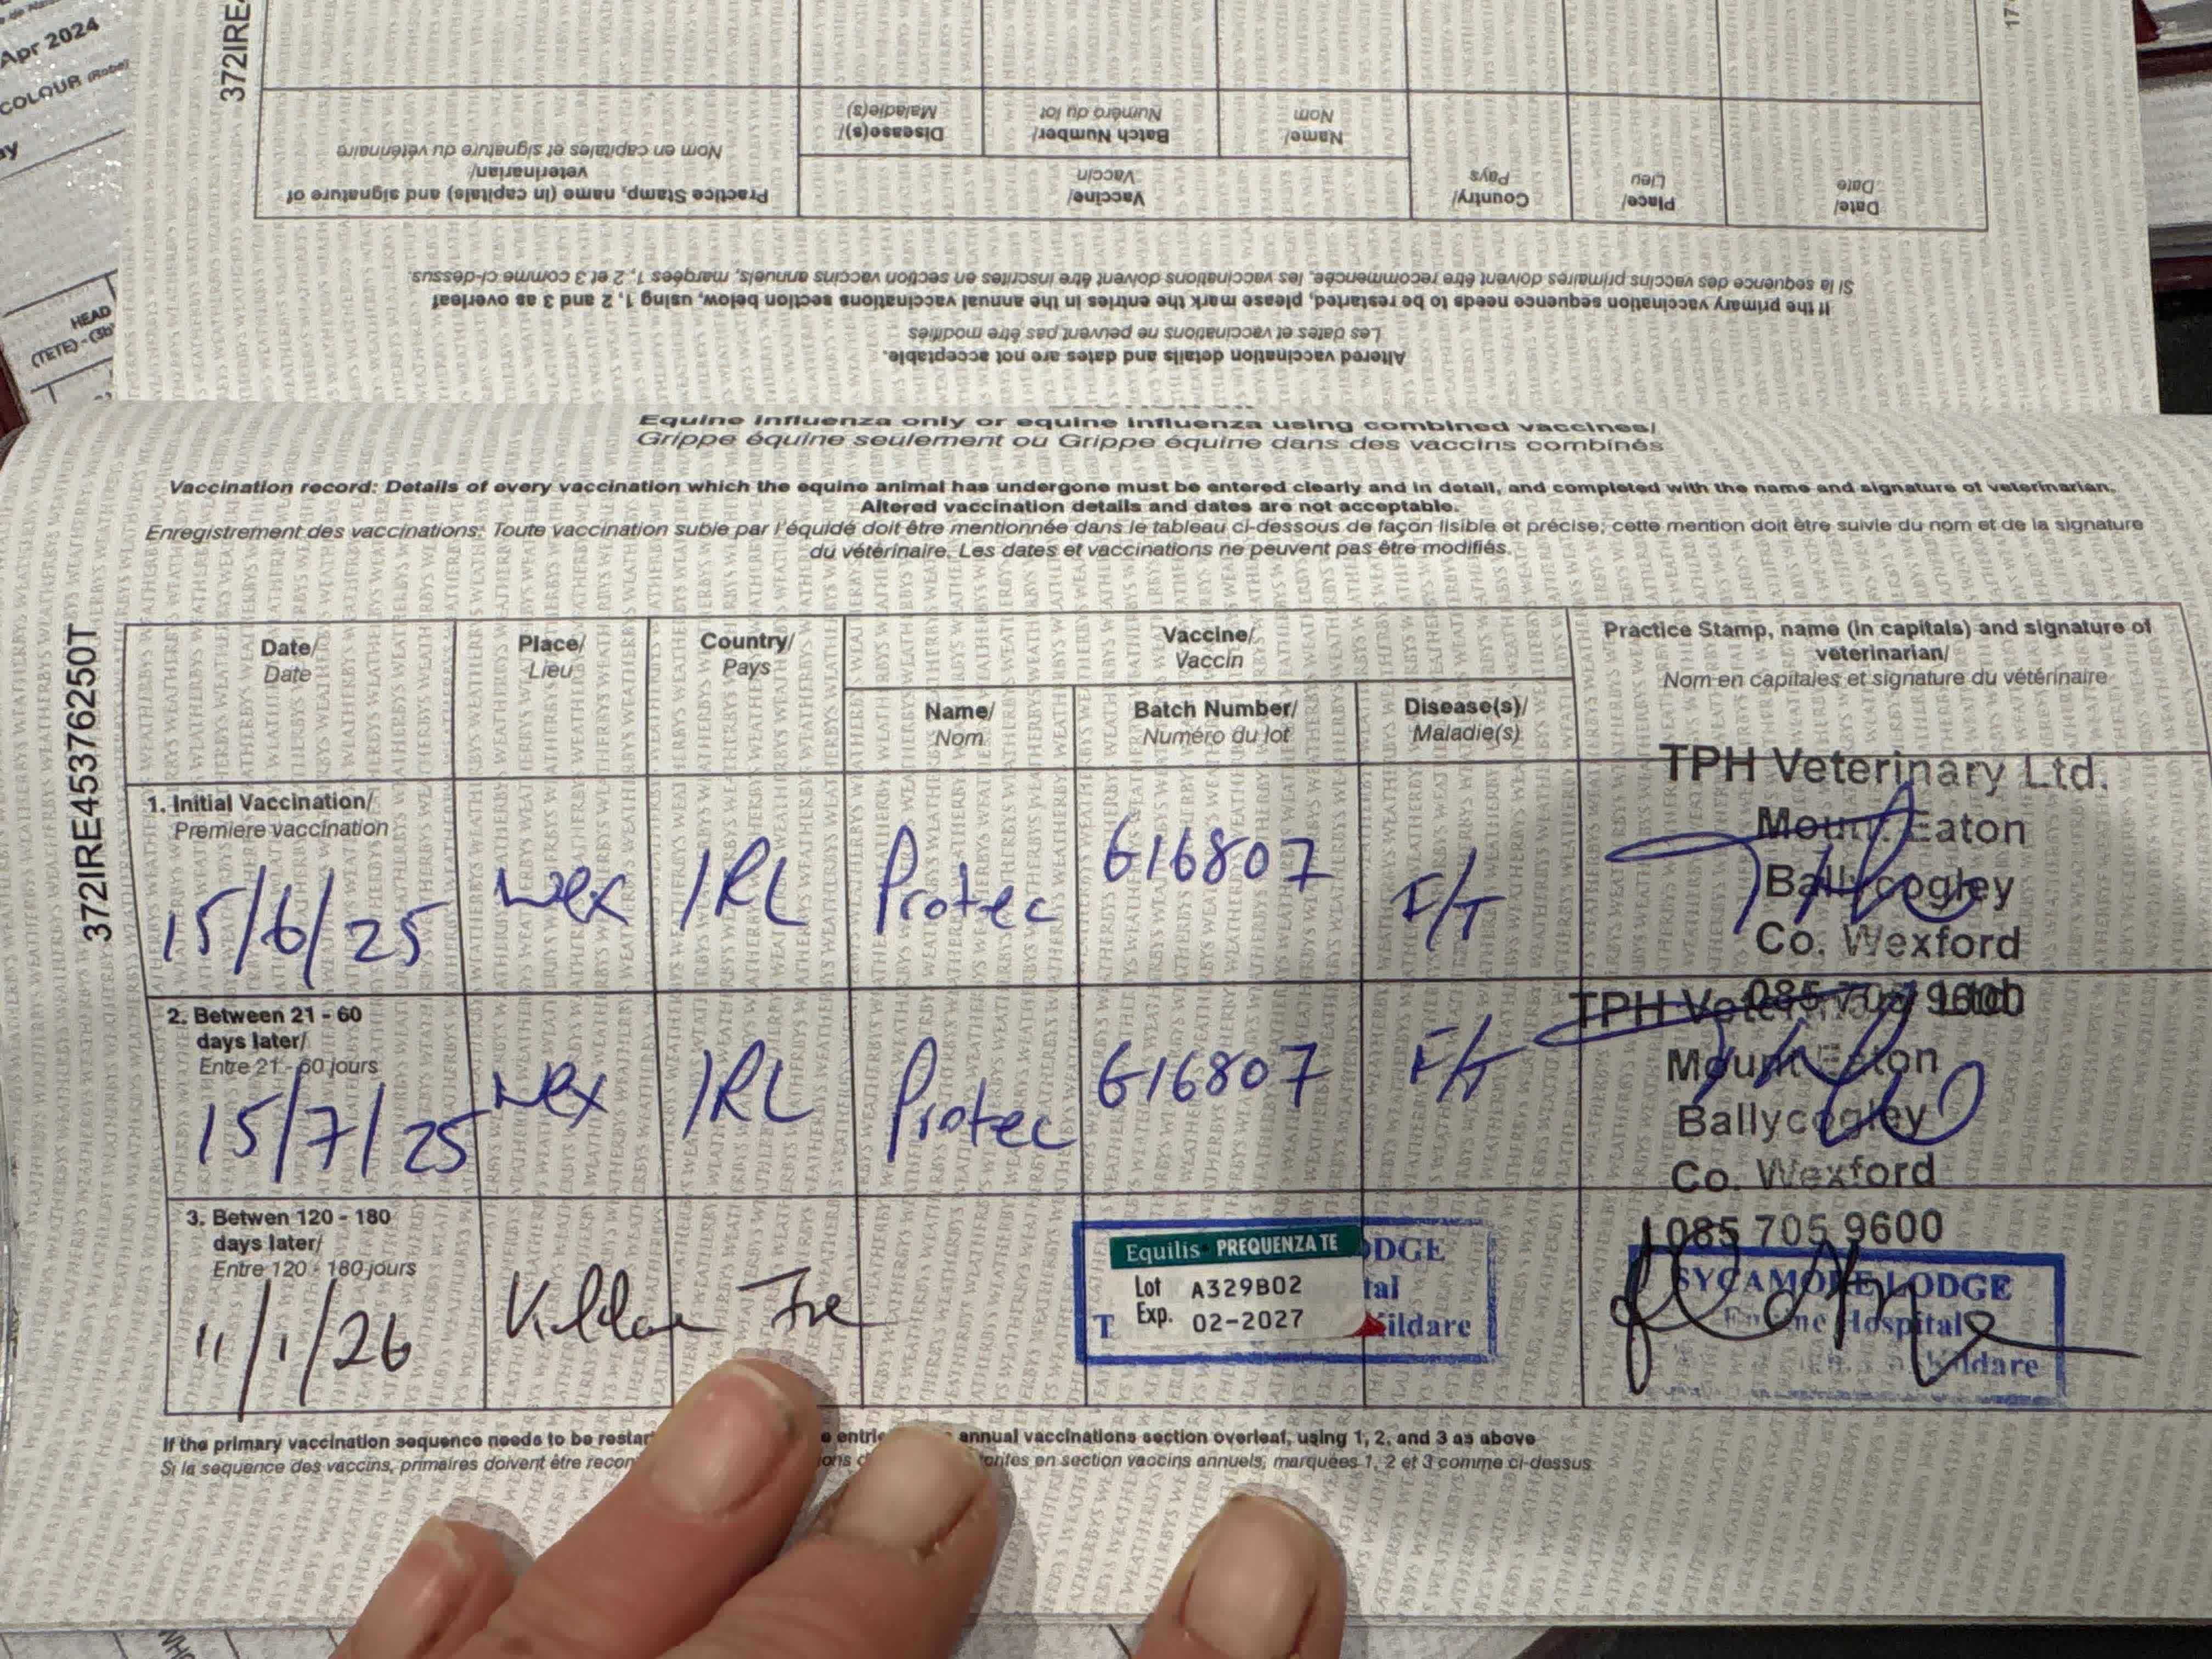 Apr 2024
COLOUR (Robe)
HEAD
(TETE) - (3b)
372IRE4
Practice Stamp, name (in capitals) and signature of
veterinarian/
Nom en capitales et signature du vétérinaire
Disease(s)/
Maladie(s)
Batch Number/
Numéro du lot
Name/
Nom
Vaccine/
Vaccin
Country/
Pays
Place/
Lieu
Date/
Date
If the primary vaccination sequence needs to be restarted, please mark the entries in the annual vaccinations section below, using 1, 2 and 3 as overleaf
Si la sequence des vaccins primaires doivent être recommencée, les vaccinations doivent être inscrites en section vaccins annuels, marquées 1, 2 et 3 comme ci-dessus.
Altered vaccination details and dates are not acceptable.
Les dates et vaccinations ne peuvent pas être modifiés
Equine influenza only or equine influenza using combined vaccines/
Grippe équine seulement ou Grippe équine dans des vaccins combinés
Vaccination record: Details of every vaccination which the equine animal has undergone must be entered clearly and in detail, and completed with the name and signature of veterinarian.
Altered vaccination details and dates are not acceptable.
Enregistrement des vaccinations: Toute vaccination subie par l'équidé doit être mentionnée dans le tableau ci-dessous de façon lisible et précise; cette mention doit être suivie du nom et de la signature
du vétérinaire. Les dates et vaccinations ne peuvent pas être modifiés.
372IRE45376250T
Date/
Date
Place/
Lieu
Country/
Pays
Vaccine/
Vaccin
Name/
Nom
Batch Number/
Numéro du lot
Disease(s)/
Maladie(s)
Practice Stamp, name (in capitals) and signature of
veterinarian/
Nom en capitales et signature du vétérinaire
1. Initial Vaccination/
Premiere vaccination
15/6/25 Wex IRL Protec G16807 F/T
TPH Veterinary Ltd.
Mount Eaton
Ballycogley
Co. Wexford
085 705 9600
2. Between 21 - 60
days later/
Entre 21 - 60 jours
15/7/25 Wex IRL Protec G16807 F/T
TPH Veterinary Ltd.
Mount Eaton
Ballycogley
Co. Wexford
085 705 9600
3. Betwen 120 - 180
days later/
Entre 120 - 180 jours
11/1/26 Kildare Ire
Equilis PREQUENZA TE
Lot A329B02
Exp. 02-2027
DGE
tal
T Kildare
SYCAMORE LODGE
Equine Hospital
Kildare
If the primary vaccination sequence needs to be restar entrie annual vaccinations section overleaf, using 1, 2, and 3 as above
Si la sequence des vaccins, primaires doivent être recon en section vaccins annuels, marquées 1, 2 et 3 comme ci-dessus